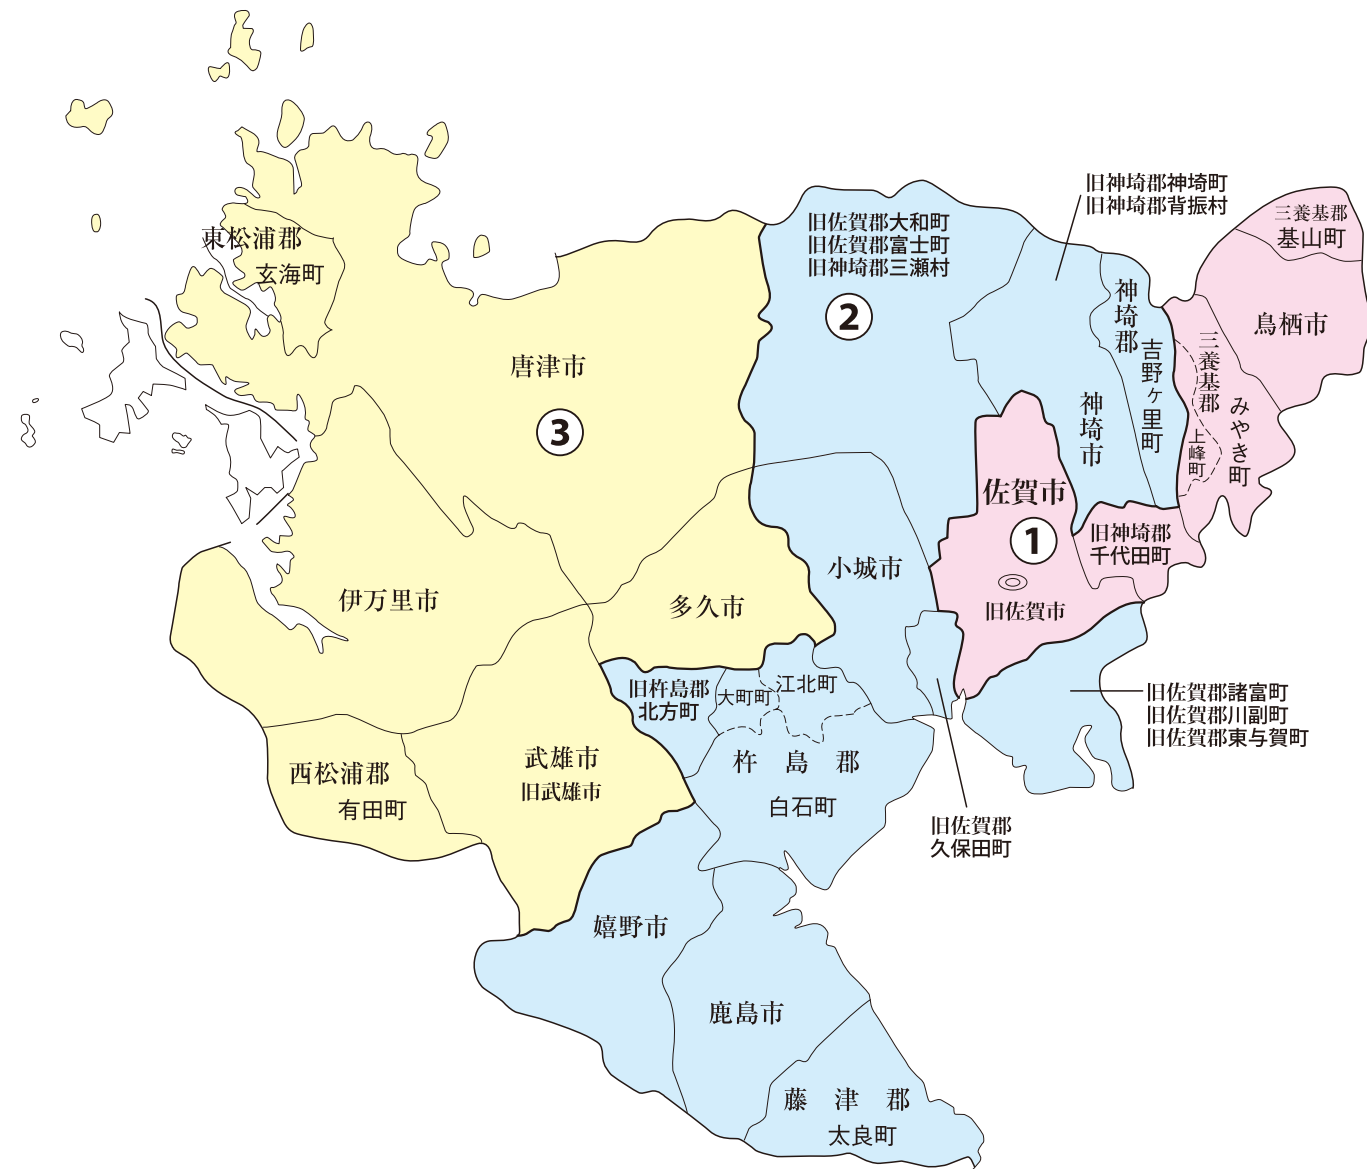 旧神埼郡神埼町
旧神埼郡背振村
三養基郡
基山町
旧佐賀郡大和町
旧佐賀郡富士町
旧神埼郡三瀬村
②
東松浦郡
玄海町
神埼郡
吉野ヶ里町
鳥栖市
三養基郡
みやき町
上峰町
唐津市
③
神埼市
佐賀市
①
旧神埼郡
千代田町
小城市
旧佐賀市
伊万里市
多久市
旧杵島郡
北方町
大町町
江北町
旧佐賀郡諸富町
旧佐賀郡川副町
旧佐賀郡東与賀町
西松浦郡
有田町
武雄市
旧武雄市
杵島郡
白石町
旧佐賀郡
久保田町
嬉野市
鹿島市
藤津郡
太良町